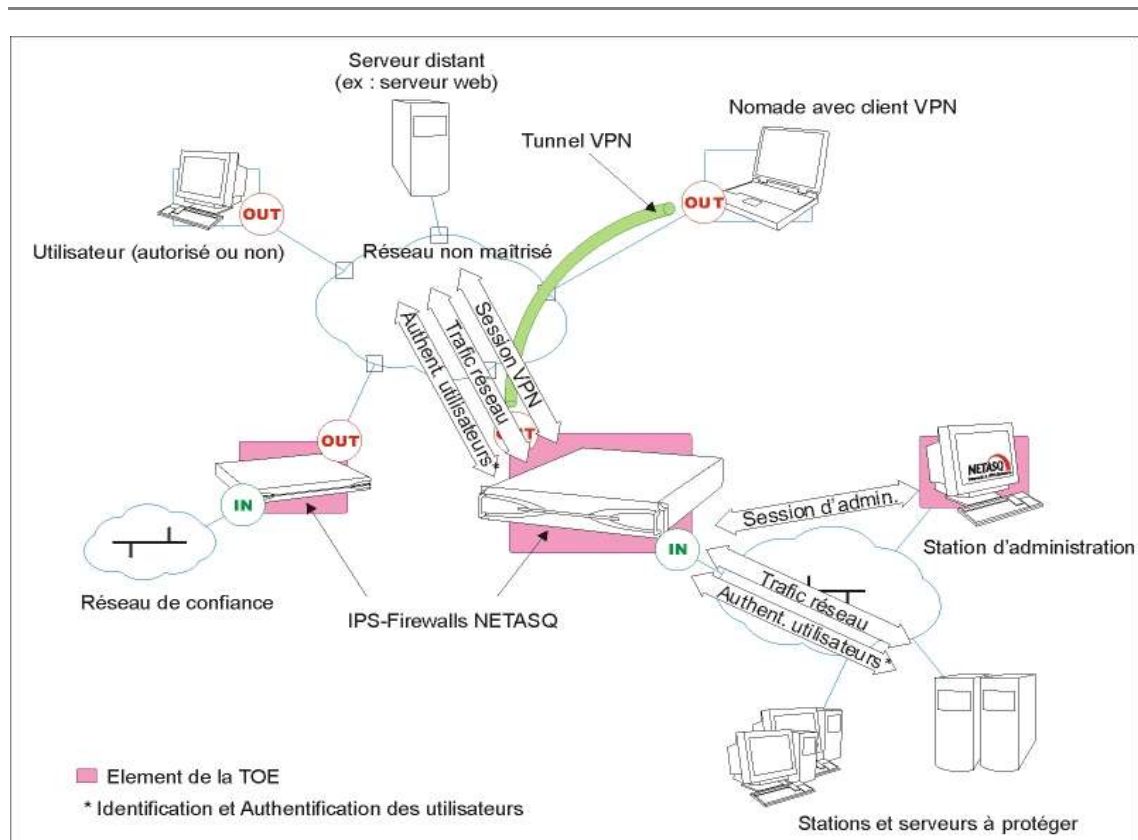 Serveur distant
(ex : serveur web)
Nomade avec client VPN
Tunnel VPN
OUT
OUT
Utilisateur (autorisé ou non)
Réseau non maîtrisé
Session VPN
Trafic réseau
Authent. utilisateurs*
OUT
OUT
IN
NETASQ
Session d'admin.
Station d'administration
IN
Réseau de confiance
IPS-Firewalls NETASQ
Trafic réseau
Authent. utilisateurs*
Element de la TOE
* Identification et Authentification des utilisateurs
Stations et serveurs à protéger